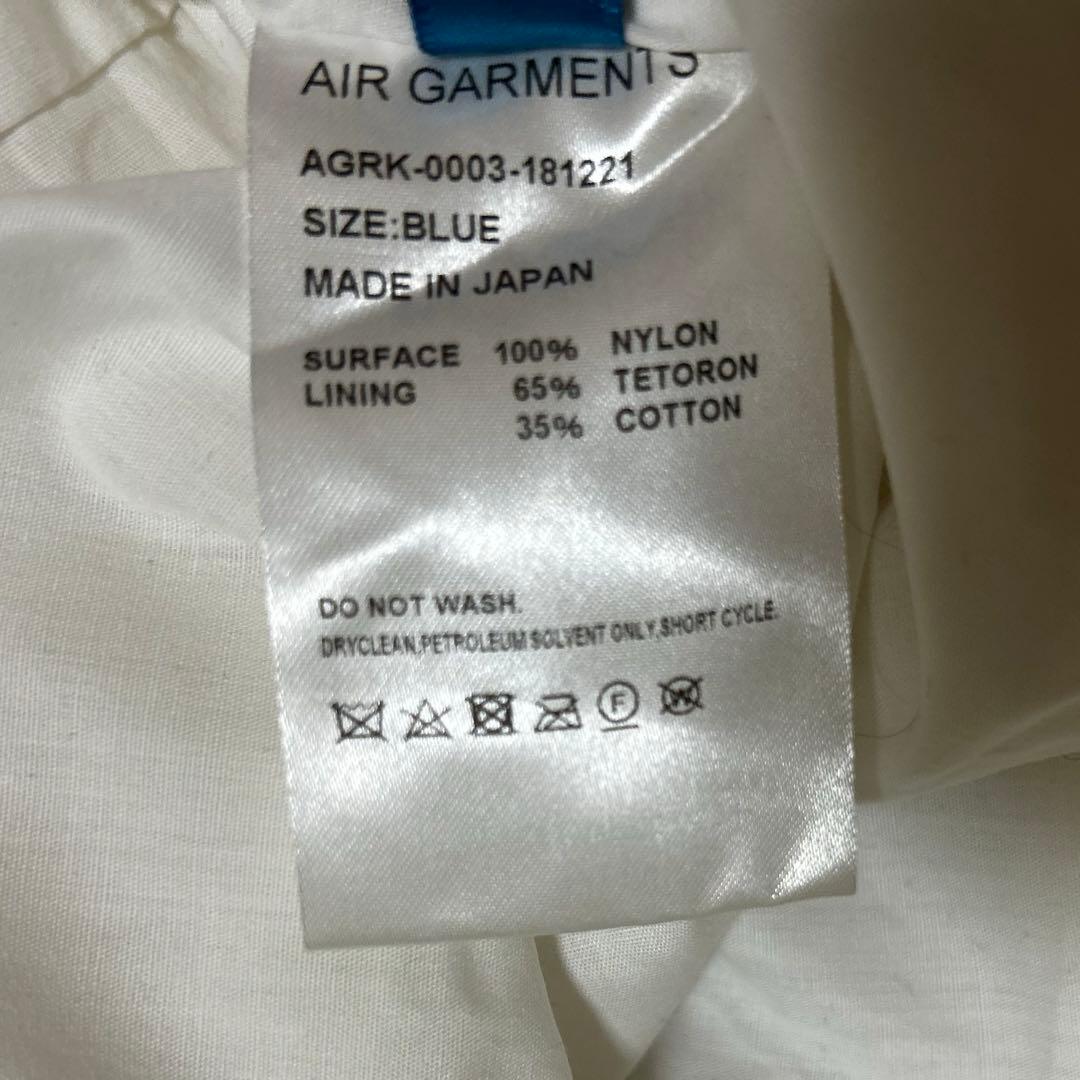 AIR GARMENTS
AGRK-0003-181221
SIZE:BLUE
MADE IN JAPAN
SURFACE 100% NYLON
LINING 65% TETORON
35% COTTON
DO NOT WASH.
DRYCLEAN,PETROLEUM SOLVENT ONLY,SHORT CYCLE.
F
W